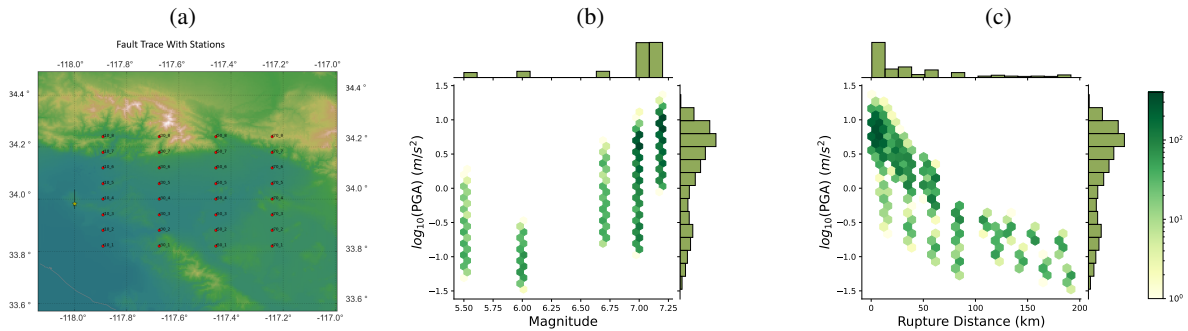 (a)
Fault Trace With Stations
-118.0° -117.8° -117.6° -117.4° -117.2° -117.0°
34.4° 34.4°
34.2° 34.2°
34.0° 34.0°
33.8° 33.8°
33.6° 33.6°
-118.0° -117.8° -117.6° -117.4° -117.2° -117.0°
(b)
1.5
1.0
0.5
0.0
−0.5
−1.0
−1.5
log₁₀(PGA) (m/s²)
5.50 5.75 6.00 6.25 6.50 6.75 7.00 7.25
Magnitude
(c)
1.5
1.0
0.5
0.0
−0.5
−1.0
−1.5
log₁₀(PGA) (m/s²)
0 50 100 150 200
Rupture Distance (km)
10²
10¹
10⁰